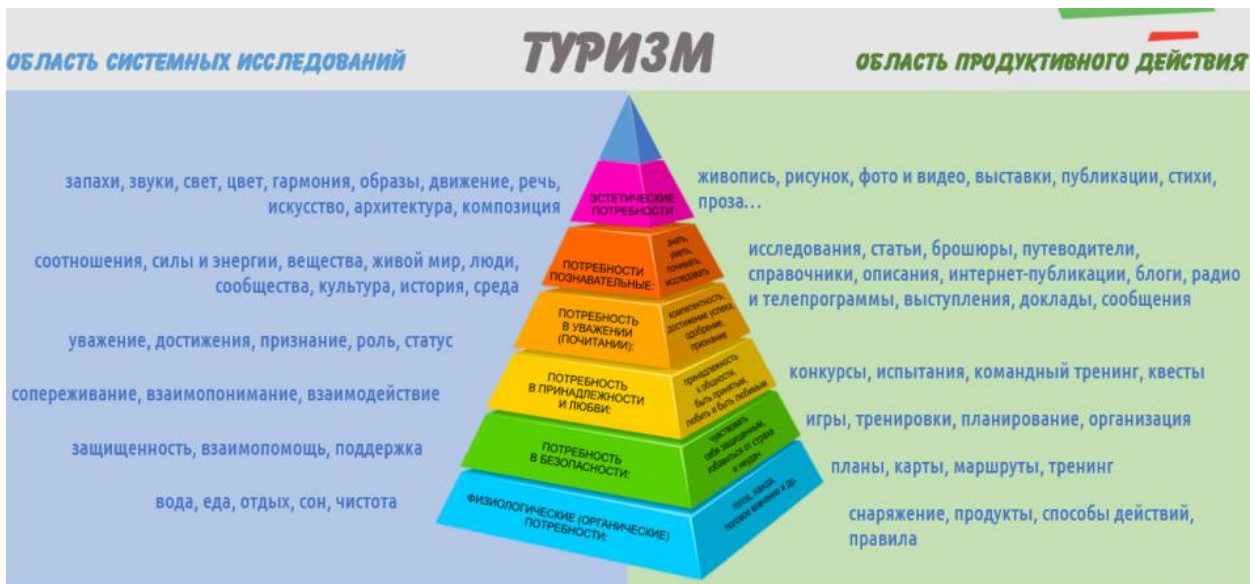 ТУРИЗМ
ОБЛАСТЬ СИСТЕМНЫХ ИССЛЕДОВАНИЙ
ОБЛАСТЬ ПРОДУКТИВНОГО ДЕЙСТВИЯ
запахи, звуки, свет, цвет, гармония, образы, движение, речь,
искусство, архитектура, композиция
ЭСТЕТИЧЕСКИЕ
ПОТРЕБНОСТИ
живопись, рисунок, фото и видео, выставки, публикации, стихи,
проза...
соотношения, силы и энергии, вещества, живой мир, люди,
сообщества, культура, история, среда
ПОТРЕБНОСТИ
ПОЗНАВАТЕЛЬНЫЕ:
знать,
уметь,
понимать,
исследовать
исследования, статьи, брошюры, путеводители,
справочники, описания, интернет-публикации, блоги, радио
и телепрограммы, выступления, доклады, сообщения
уважение, достижения, признание, роль, статус
ПОТРЕБНОСТЬ
В УВАЖЕНИИ
(ПОЧИТАНИИ):
компетентность,
достижение успеха,
одобрение,
признание
конкурсы, испытания, командный тренинг, квесты
сопереживание, взаимопонимание, взаимодействие
ПОТРЕБНОСТЬ
В ПРИНАДЛЕЖНОСТИ
И ЛЮБВИ:
принадлежность
к общности,
быть принятым,
любить и быть любимым
игры, тренировки, планирование, организация
защищенность, взаимопомощь, поддержка
ПОТРЕБНОСТЬ
В БЕЗОПАСНОСТИ:
чувствовать
себя защищённым,
избавиться от страха
и неудач
планы, карты, маршруты, тренинг
вода, еда, отдых, сон, чистота
ФИЗИОЛОГИЧЕСКИЕ (ОРГАНИЧЕСКИЕ)
ПОТРЕБНОСТИ:
голод, жажда,
половое влечение и др.
снаряжение, продукты, способы действий,
правила